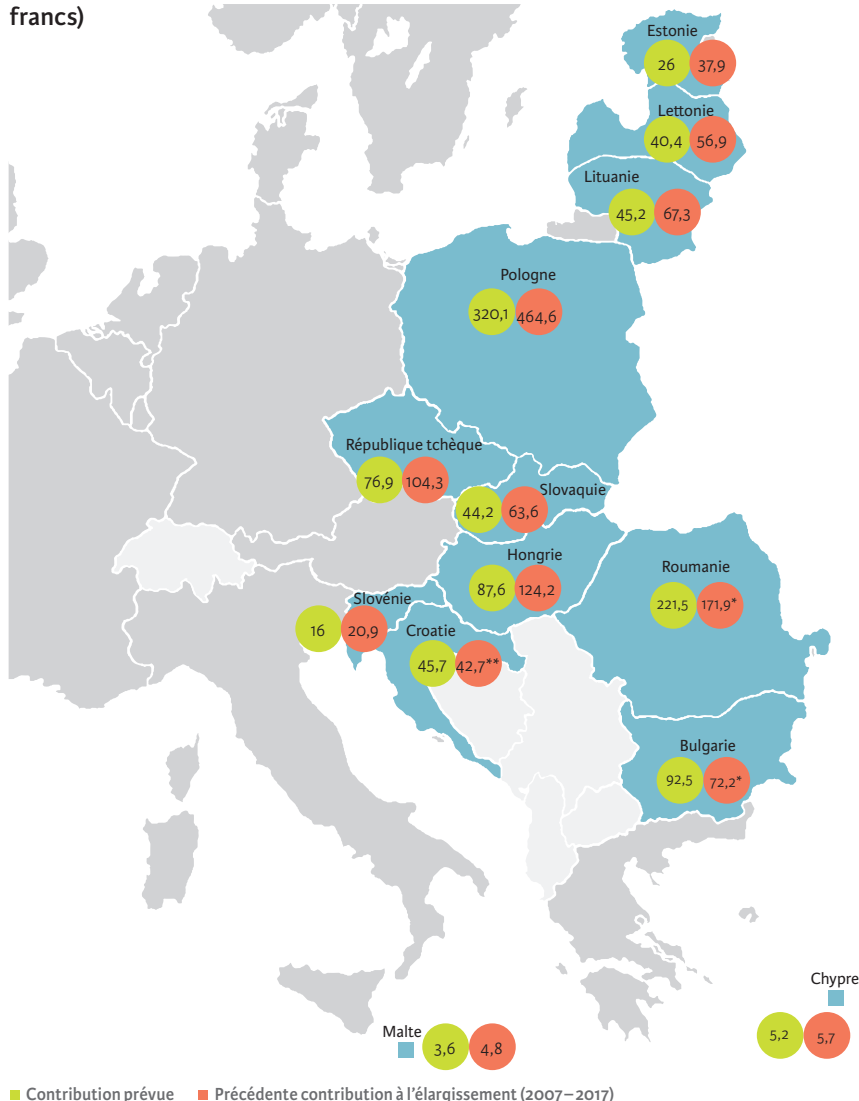 francs)
Estonie
26 37,9
Lettonie
40,4 56,9
Lituanie
45,2 67,3
Pologne
320,1 464,6
République tchèque
76,9 104,3
Slovaquie
44,2 63,6
Hongrie
87,6 124,2
Roumanie
221,5 171,9*
Slovénie
16 20,9
Croatie
45,7 42,7**
Bulgarie
92,5 72,2*
Chypre
5,2 5,7
Malte
3,6 4,8
Contribution prévue Précédente contribution à l'élargissement (2007–2017)